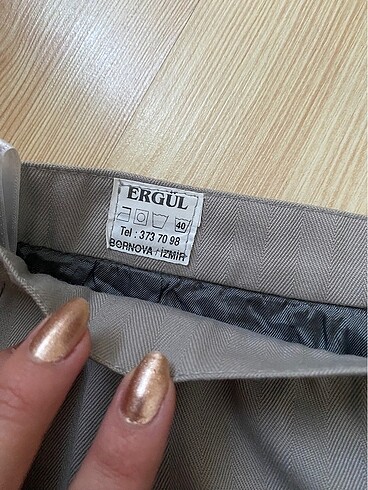 ERGÜL
40
Tel : 373 70 98
BORNOVA / İZMİR